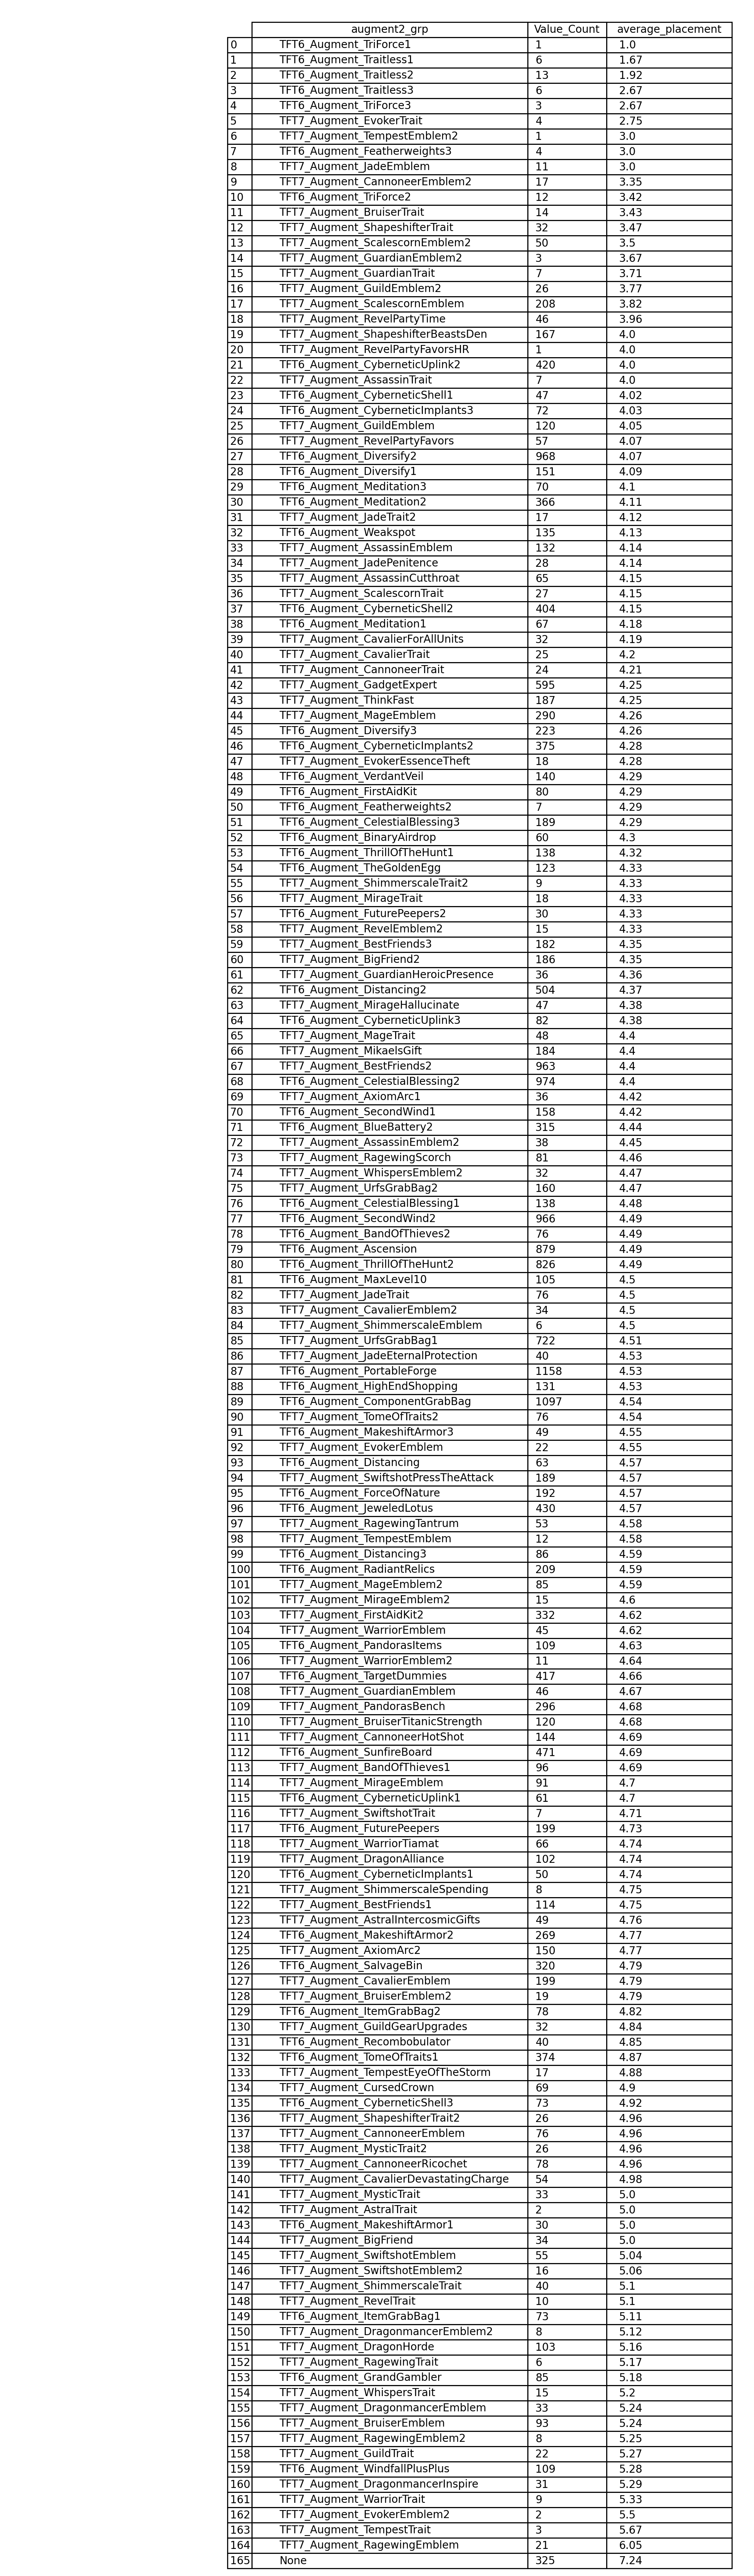 augment2_grp Value_Count average_placement
0 TFT6_Augment_TriForce1 1 1.0
1 TFT6_Augment_Traitless1 6 1.67
2 TFT6_Augment_Traitless2 13 1.92
3 TFT6_Augment_Traitless3 6 2.67
4 TFT6_Augment_TriForce3 3 2.67
5 TFT7_Augment_EvokerTrait 4 2.75
6 TFT7_Augment_TempestEmblem2 1 3.0
7 TFT6_Augment_Featherweights3 4 3.0
8 TFT7_Augment_JadeEmblem 11 3.0
9 TFT7_Augment_CannoneerEmblem2 17 3.35
10 TFT6_Augment_TriForce2 12 3.42
11 TFT7_Augment_BruiserTrait 14 3.43
12 TFT7_Augment_ShapeshifterTrait 32 3.47
13 TFT7_Augment_ScalescornEmblem2 50 3.5
14 TFT7_Augment_GuardianEmblem2 3 3.67
15 TFT7_Augment_GuardianTrait 7 3.71
16 TFT7_Augment_GuildEmblem2 26 3.77
17 TFT7_Augment_ScalescornEmblem 208 3.82
18 TFT7_Augment_RevelPartyTime 46 3.96
19 TFT7_Augment_ShapeshifterBeastsDen 167 4.0
20 TFT7_Augment_RevelPartyFavorsHR 1 4.0
21 TFT6_Augment_CyberneticUplink2 420 4.0
22 TFT7_Augment_AssassinTrait 7 4.0
23 TFT6_Augment_CyberneticShell1 47 4.02
24 TFT6_Augment_CyberneticImplants3 72 4.03
25 TFT7_Augment_GuildEmblem 120 4.05
26 TFT7_Augment_RevelPartyFavors 57 4.07
27 TFT6_Augment_Diversify2 968 4.07
28 TFT6_Augment_Diversify1 151 4.09
29 TFT6_Augment_Meditation3 70 4.1
30 TFT6_Augment_Meditation2 366 4.11
31 TFT7_Augment_JadeTrait2 17 4.12
32 TFT6_Augment_Weakspot 135 4.13
33 TFT7_Augment_AssassinEmblem 132 4.14
34 TFT7_Augment_JadePenitence 28 4.14
35 TFT7_Augment_AssassinCutthroat 65 4.15
36 TFT7_Augment_ScalescornTrait 27 4.15
37 TFT6_Augment_CyberneticShell2 404 4.15
38 TFT6_Augment_Meditation1 67 4.18
39 TFT7_Augment_CavalierForAllUnits 32 4.19
40 TFT7_Augment_CavalierTrait 25 4.2
41 TFT7_Augment_CannoneerTrait 24 4.21
42 TFT7_Augment_GadgetExpert 595 4.25
43 TFT7_Augment_ThinkFast 187 4.25
44 TFT7_Augment_MageEmblem 290 4.26
45 TFT6_Augment_Diversify3 223 4.26
46 TFT6_Augment_CyberneticImplants2 375 4.28
47 TFT7_Augment_EvokerEssenceTheft 18 4.28
48 TFT6_Augment_VerdantVeil 140 4.29
49 TFT6_Augment_FirstAidKit 80 4.29
50 TFT6_Augment_Featherweights2 7 4.29
51 TFT6_Augment_CelestialBlessing3 189 4.29
52 TFT6_Augment_BinaryAirdrop 60 4.3
53 TFT6_Augment_ThrillOfTheHunt1 138 4.32
54 TFT6_Augment_TheGoldenEgg 123 4.33
55 TFT7_Augment_ShimmerscaleTrait2 9 4.33
56 TFT7_Augment_MirageTrait 18 4.33
57 TFT6_Augment_FuturePeepers2 30 4.33
58 TFT7_Augment_RevelEmblem2 15 4.33
59 TFT7_Augment_BestFriends3 182 4.35
60 TFT7_Augment_BigFriend2 186 4.35
61 TFT7_Augment_GuardianHeroicPresence 36 4.36
62 TFT6_Augment_Distancing2 504 4.37
63 TFT7_Augment_MirageHallucinate 47 4.38
64 TFT6_Augment_CyberneticUplink3 82 4.38
65 TFT7_Augment_MageTrait 48 4.4
66 TFT7_Augment_MikaelsGift 184 4.4
67 TFT7_Augment_BestFriends2 963 4.4
68 TFT6_Augment_CelestialBlessing2 974 4.4
69 TFT7_Augment_AxiomArc1 36 4.42
70 TFT6_Augment_SecondWind1 158 4.42
71 TFT6_Augment_BlueBattery2 315 4.44
72 TFT7_Augment_AssassinEmblem2 38 4.45
73 TFT7_Augment_RagewingScorch 81 4.46
74 TFT7_Augment_WhispersEmblem2 32 4.47
75 TFT7_Augment_UrfsGrabBag2 160 4.47
76 TFT6_Augment_CelestialBlessing1 138 4.48
77 TFT6_Augment_SecondWind2 966 4.49
78 TFT6_Augment_BandOfThieves2 76 4.49
79 TFT6_Augment_Ascension 879 4.49
80 TFT6_Augment_ThrillOfTheHunt2 826 4.49
81 TFT6_Augment_MaxLevel10 105 4.5
82 TFT7_Augment_JadeTrait 76 4.5
83 TFT7_Augment_CavalierEmblem2 34 4.5
84 TFT7_Augment_ShimmerscaleEmblem 6 4.5
85 TFT7_Augment_UrfsGrabBag1 722 4.51
86 TFT7_Augment_JadeEternalProtection 40 4.53
87 TFT6_Augment_PortableForge 1158 4.53
88 TFT6_Augment_HighEndShopping 131 4.53
89 TFT6_Augment_ComponentGrabBag 1097 4.54
90 TFT7_Augment_TomeOfTraits2 76 4.54
91 TFT6_Augment_MakeshiftArmor3 49 4.55
92 TFT7_Augment_EvokerEmblem 22 4.55
93 TFT6_Augment_Distancing 63 4.57
94 TFT7_Augment_SwiftshotPressTheAttack 189 4.57
95 TFT6_Augment_ForceOfNature 192 4.57
96 TFT6_Augment_JeweledLotus 430 4.57
97 TFT7_Augment_RagewingTantrum 53 4.58
98 TFT7_Augment_TempestEmblem 12 4.58
99 TFT6_Augment_Distancing3 86 4.59
100 TFT6_Augment_RadiantRelics 209 4.59
101 TFT7_Augment_MageEmblem2 85 4.59
102 TFT7_Augment_MirageEmblem2 15 4.6
103 TFT7_Augment_FirstAidKit2 332 4.62
104 TFT7_Augment_WarriorEmblem 45 4.62
105 TFT6_Augment_PandorasItems 109 4.63
106 TFT7_Augment_WarriorEmblem2 11 4.64
107 TFT6_Augment_TargetDummies 417 4.66
108 TFT7_Augment_GuardianEmblem 46 4.67
109 TFT7_Augment_PandorasBench 296 4.68
110 TFT7_Augment_BruiserTitanicStrength 120 4.68
111 TFT7_Augment_CannoneerHotShot 144 4.69
112 TFT6_Augment_SunfireBoard 471 4.69
113 TFT7_Augment_BandOfThieves1 96 4.69
114 TFT7_Augment_MirageEmblem 91 4.7
115 TFT6_Augment_CyberneticUplink1 61 4.7
116 TFT7_Augment_SwiftshotTrait 7 4.71
117 TFT6_Augment_FuturePeepers 199 4.73
118 TFT7_Augment_WarriorTiamat 66 4.74
119 TFT7_Augment_DragonAlliance 102 4.74
120 TFT6_Augment_CyberneticImplants1 50 4.74
121 TFT7_Augment_ShimmerscaleSpending 8 4.75
122 TFT7_Augment_BestFriends1 114 4.75
123 TFT7_Augment_AstralIntercosmicGifts 49 4.76
124 TFT6_Augment_MakeshiftArmor2 269 4.77
125 TFT7_Augment_AxiomArc2 150 4.77
126 TFT6_Augment_SalvageBin 320 4.79
127 TFT7_Augment_CavalierEmblem 199 4.79
128 TFT7_Augment_BruiserEmblem2 19 4.79
129 TFT6_Augment_ItemGrabBag2 78 4.82
130 TFT7_Augment_GuildGearUpgrades 32 4.84
131 TFT6_Augment_Recombobulator 40 4.85
132 TFT6_Augment_TomeOfTraits1 374 4.87
133 TFT7_Augment_TempestEyeOfTheStorm 17 4.88
134 TFT7_Augment_CursedCrown 69 4.9
135 TFT6_Augment_CyberneticShell3 73 4.92
136 TFT7_Augment_ShapeshifterTrait2 26 4.96
137 TFT7_Augment_CannoneerEmblem 76 4.96
138 TFT7_Augment_MysticTrait2 26 4.96
139 TFT7_Augment_CannoneerRicochet 78 4.96
140 TFT7_Augment_CavalierDevastatingCharge 54 4.98
141 TFT7_Augment_MysticTrait 33 5.0
142 TFT7_Augment_AstralTrait 2 5.0
143 TFT6_Augment_MakeshiftArmor1 30 5.0
144 TFT7_Augment_BigFriend 34 5.0
145 TFT7_Augment_SwiftshotEmblem 55 5.04
146 TFT7_Augment_SwiftshotEmblem2 16 5.06
147 TFT7_Augment_ShimmerscaleTrait 40 5.1
148 TFT7_Augment_RevelTrait 10 5.1
149 TFT6_Augment_ItemGrabBag1 73 5.11
150 TFT7_Augment_DragonmancerEmblem2 8 5.12
151 TFT7_Augment_DragonHorde 103 5.16
152 TFT7_Augment_RagewingTrait 6 5.17
153 TFT6_Augment_GrandGambler 85 5.18
154 TFT7_Augment_WhispersTrait 15 5.2
155 TFT7_Augment_DragonmancerEmblem 33 5.24
156 TFT7_Augment_BruiserEmblem 93 5.24
157 TFT7_Augment_RagewingEmblem2 8 5.25
158 TFT7_Augment_GuildTrait 22 5.27
159 TFT6_Augment_WindfallPlusPlus 109 5.28
160 TFT7_Augment_DragonmancerInspire 31 5.29
161 TFT7_Augment_WarriorTrait 9 5.33
162 TFT7_Augment_EvokerEmblem2 2 5.5
163 TFT7_Augment_TempestTrait 3 5.67
164 TFT7_Augment_RagewingEmblem 21 6.05
165 None 325 7.24